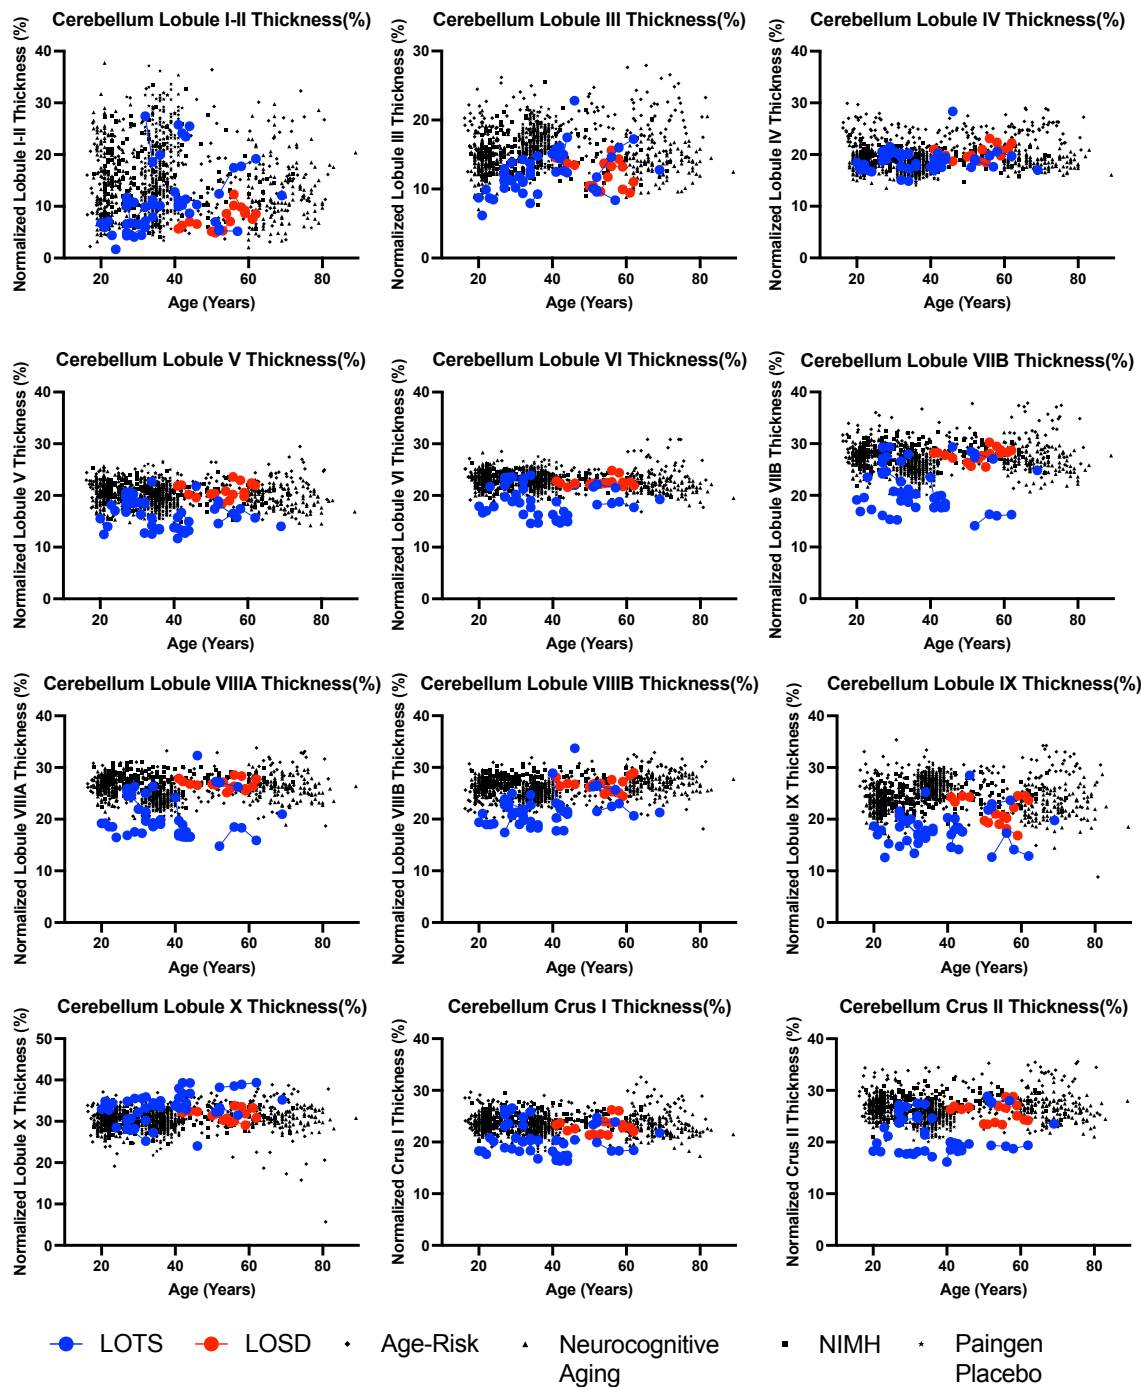 Cerebellum Lobule I-II Thickness(%)
Normalized Lobule I-II Thickness (%)
40
30
20
10
0
20 40 60 80
Age (Years)
Cerebellum Lobule III Thickness(%)
Normalized Lobule III Thickness (%)
30
20
10
0
20 40 60 80
Age (Years)
Cerebellum Lobule IV Thickness(%)
Normalized Lobule IV Thickness (%)
40
30
20
10
0
20 40 60 80
Age (Years)
Cerebellum Lobule V Thickness(%)
Normalized Lobule V Thickness (%)
40
30
20
10
0
20 40 60 80
Age (Years)
Cerebellum Lobule VI Thickness(%)
Normalized Lobule VI Thickness (%)
40
30
20
10
0
20 40 60 80
Age (Years)
Cerebellum Lobule VIIB Thickness(%)
Normalized Lobule VIIB Thickness (%)
40
30
20
10
0
20 40 60 80
Age (Years)
Cerebellum Lobule VIIIA Thickness(%)
Normalized Lobule VIIIA Thickness (%)
40
30
20
10
0
20 40 60 80
Age (Years)
Cerebellum Lobule VIIIB Thickness(%)
Normalized Lobule VIIIB Thickness (%)
40
30
20
10
0
20 40 60 80
Age (Years)
Cerebellum Lobule IX Thickness(%)
Normalized Lobule IX Thickness (%)
40
30
20
10
0
20 40 60 80
Age (Years)
Cerebellum Lobule X Thickness(%)
Normalized Lobule X Thickness (%)
50
40
30
20
10
0
20 40 60 80
Age (Years)
Cerebellum Crus I Thickness(%)
Normalized Crus I Thickness (%)
40
30
20
10
0
20 40 60 80
Age (Years)
Cerebellum Crus II Thickness(%)
Normalized Crus II Thickness (%)
40
30
20
10
0
20 40 60 80
Age (Years)
LOTS
LOSD
Age-Risk
Neurocognitive
Aging
NIMH
Paingen
Placebo